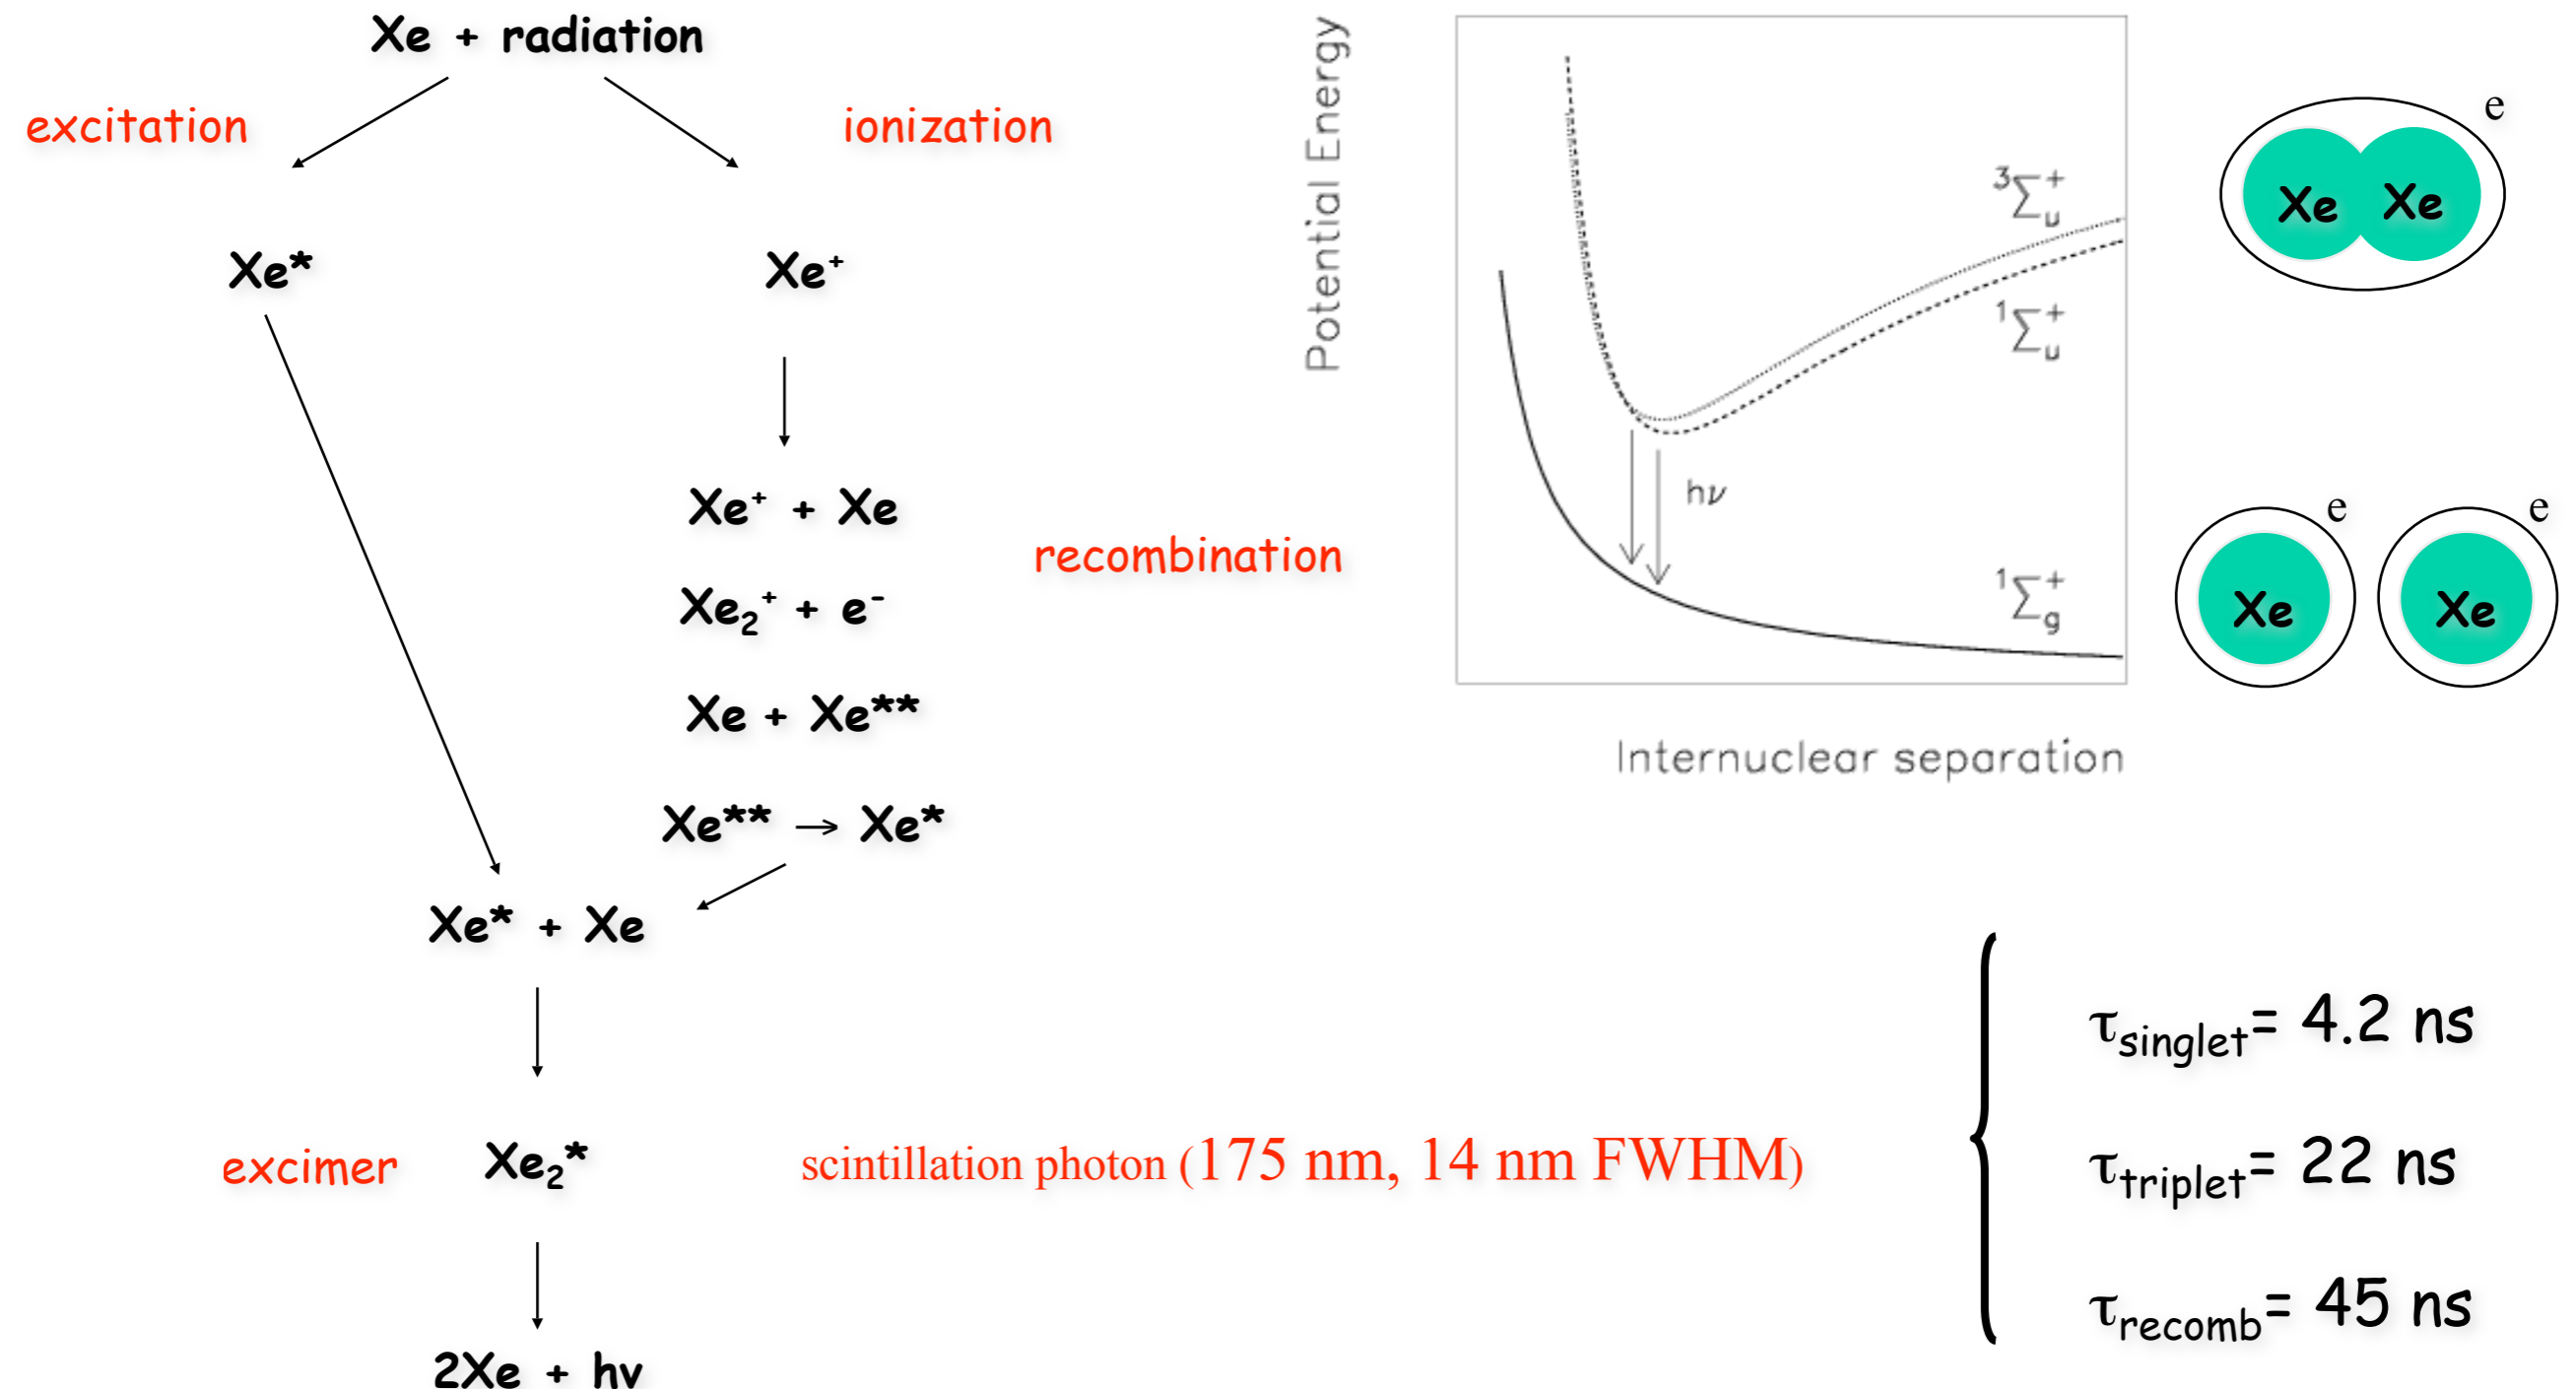 Xe + radiation
excitation
ionization
Xe*
Xe⁺
Xe⁺ + Xe
recombination
Xe₂⁺ + e⁻
Xe + Xe**
Xe** → Xe*
Xe* + Xe
excimer
Xe₂*
scintillation photon (175 nm, 14 nm FWHM)
2Xe + hν
Potential Energy
³Σᵤ⁺
¹Σᵤ⁺
hν
¹Σg⁺
Internuclear separation
e
Xe Xe
e e
Xe Xe
τsinglet= 4.2 ns
τtriplet= 22 ns
τrecomb= 45 ns